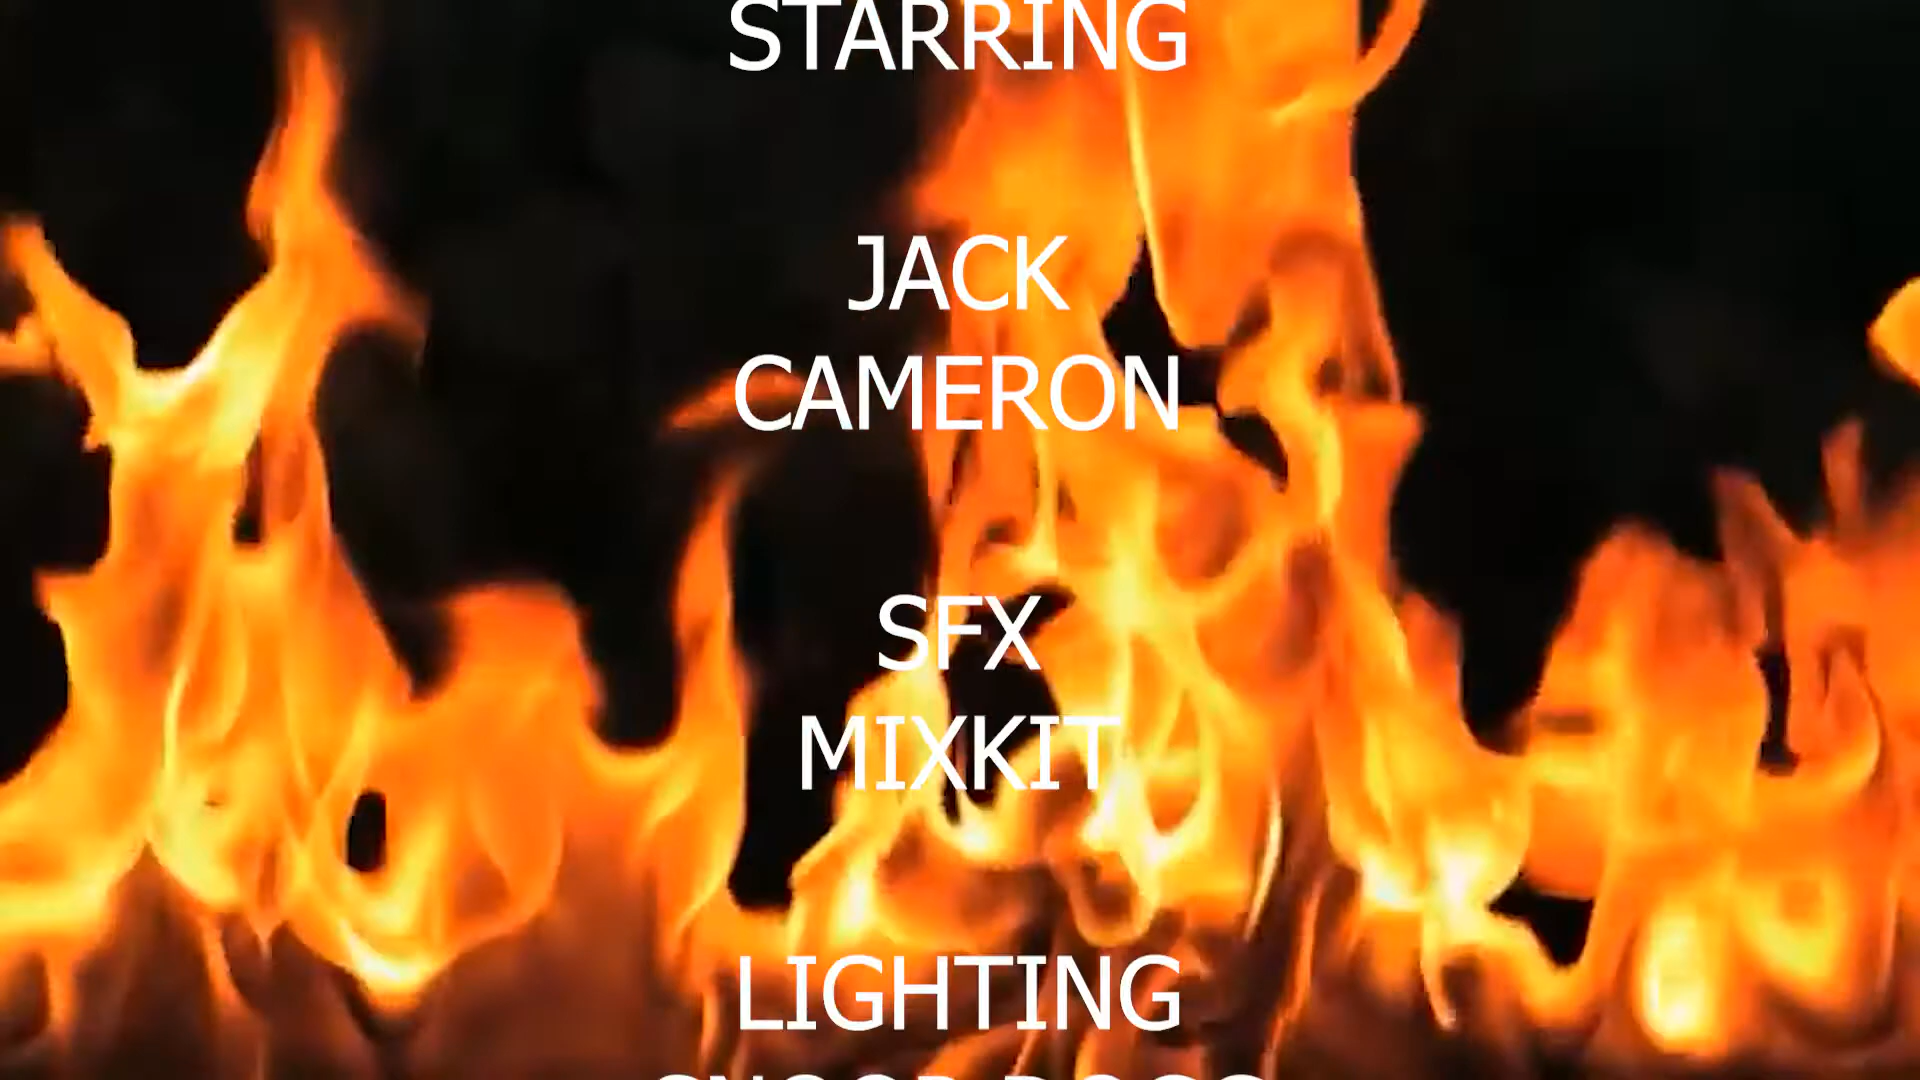 STARRING
JACK
CAMERON
SFX
MIXKIT
LIGHTING